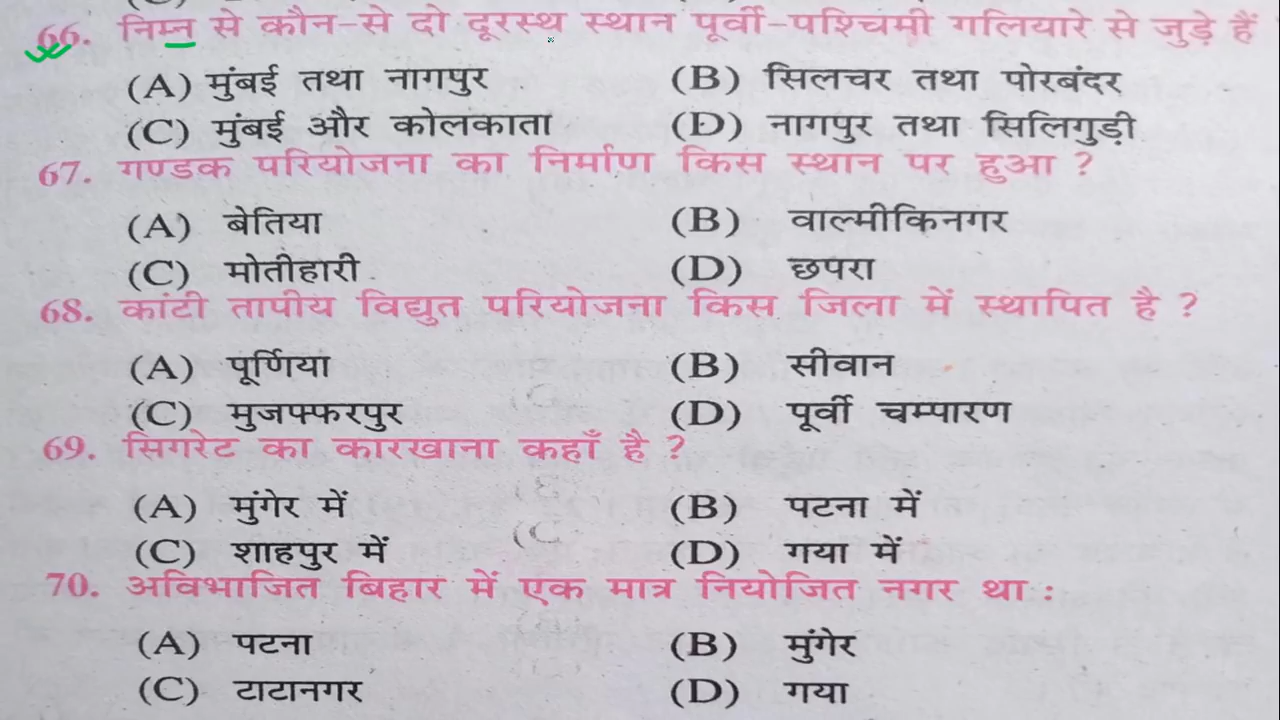 66. निम्न से कौन-से दो दूरस्थ स्थान पूर्वी-पश्चिमी गलियारे से जुड़े हैं
(A) मुंबई तथा नागपुर (B) सिलचर तथा पोरबंदर
(C) मुंबई और कोलकाता (D) नागपुर तथा सिलिगुड़ी
67. गण्डक परियोजना का निर्माण किस स्थान पर हुआ ?
(A) बेतिया (B) वाल्मीकिनगर
(C) मोतीहारी (D) छपरा
68. कांटी तापीय विद्युत परियोजना किस जिला में स्थापित है ?
(A) पूर्णिया (B) सीवान
(C) मुजफ्फरपुर (D) पूर्वी चम्पारण
69. सिगरेट का कारखाना कहाँ है ?
(A) मुंगेर में (B) पटना में
(C) शाहपुर में (D) गया में
70. अविभाजित बिहार में एक मात्र नियोजित नगर था :
(A) पटना (B) मुंगेर
(C) टाटानगर (D) गया